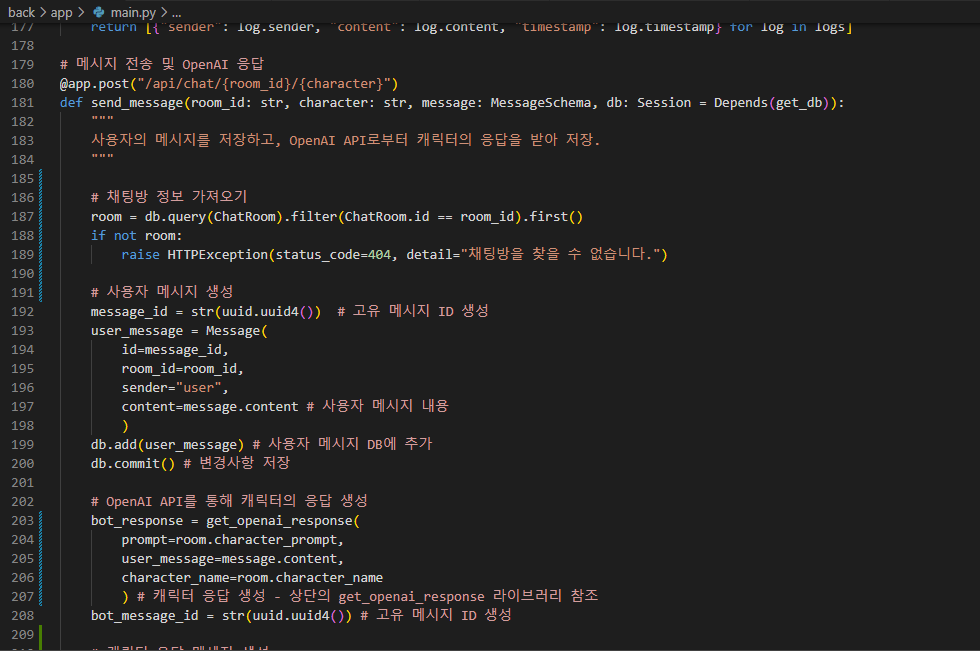 back > app > main.py > ...
177 return [{"sender": log.sender, "content": log.content, "timestamp": log.timestamp} for log in logs]
178
179 # 메시지 전송 및 OpenAI 응답
180 @app.post("/api/chat/{room_id}/{character}")
181 def send_message(room_id: str, character: str, message: MessageSchema, db: Session = Depends(get_db)):
182 """
183 사용자의 메시지를 저장하고, OpenAI API로부터 캐릭터의 응답을 받아 저장.
184 """
185
186 # 채팅방 정보 가져오기
187 room = db.query(ChatRoom).filter(ChatRoom.id == room_id).first()
188 if not room:
189 raise HTTPException(status_code=404, detail="채팅방을 찾을 수 없습니다.")
190
191 # 사용자 메시지 생성
192 message_id = str(uuid.uuid4()) # 고유 메시지 ID 생성
193 user_message = Message(
194 id=message_id,
195 room_id=room_id,
196 sender="user",
197 content=message.content # 사용자 메시지 내용
198 )
199 db.add(user_message) # 사용자 메시지 DB에 추가
200 db.commit() # 변경사항 저장
201
202 # OpenAI API를 통해 캐릭터의 응답 생성
203 bot_response = get_openai_response(
204 prompt=room.character_prompt,
205 user_message=message.content,
206 character_name=room.character_name
207 ) # 캐릭터 응답 생성 - 상단의 get_openai_response 라이브러리 참조
208 bot_message_id = str(uuid.uuid4()) # 고유 메시지 ID 생성
209